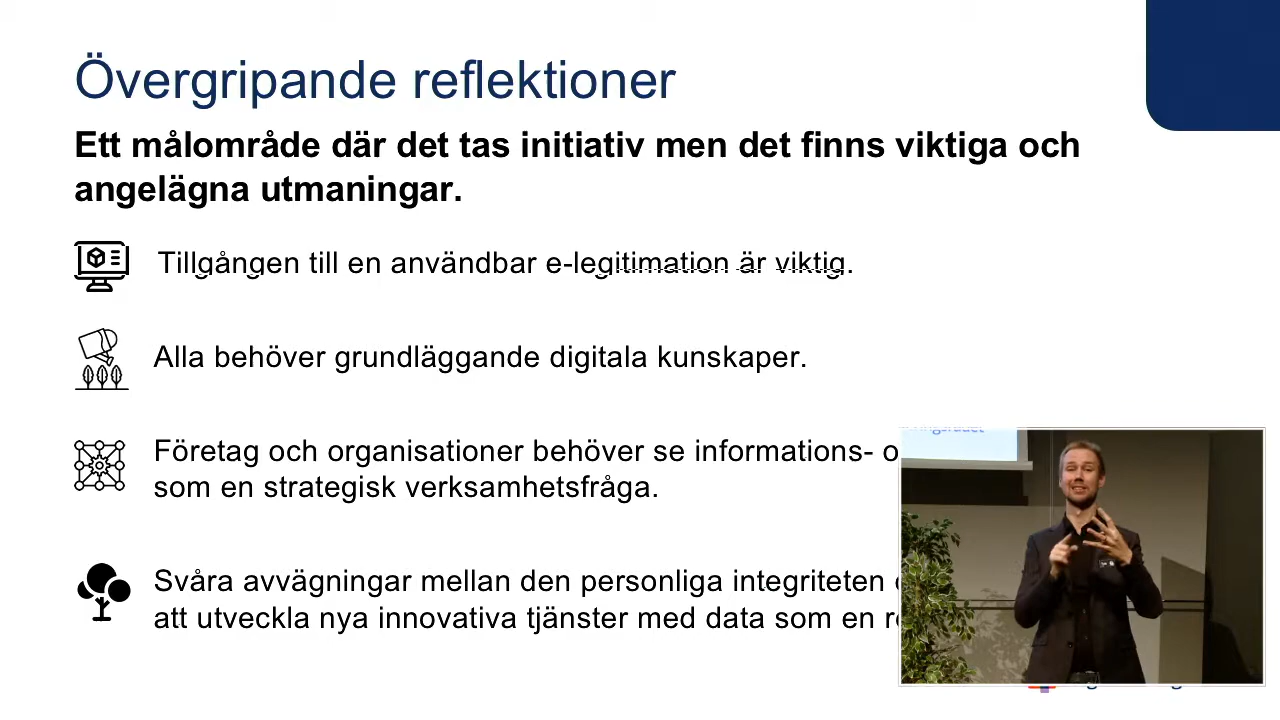 Övergripande reflektioner
Ett målområde där det tas initiativ men det finns viktiga och
angelägna utmaningar.
Tillgången till en användbar e-legitimation är viktig.
Alla behöver grundläggande digitala kunskaper.
Företag och organisationer behöver se informations-
som en strategisk verksamhetsfråga.
Svåra avvägningar mellan den personliga integriteten
att utveckla nya innovativa tjänster med data som en